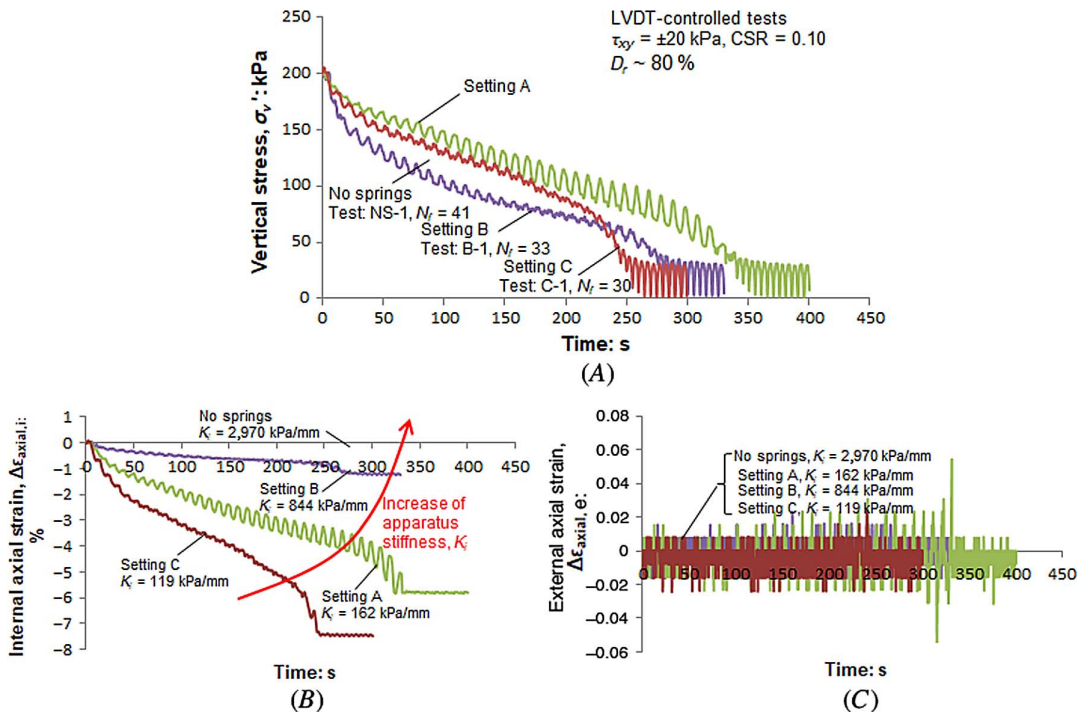 LVDT-controlled tests
τxy = ±20 kPa, CSR = 0.10
Dr ~ 80 %
Vertical stress, σv': kPa
250
200
150
100
50
0
Setting A
No springs
Test: NS-1, Nf = 41
Setting B
Test: B-1, Nf = 33
Setting C
Test: C-1, Nf = 30
0 50 100 150 200 250 300 350 400 450
Time: s
(A)
Internal axial strain, Δεaxial,i:
%
1
0
–1
–2
–3
–4
–5
–6
–7
–8
0 50 100 150 200 250 300 350 400 450 500
No springs
Ki = 2,970 kPa/mm
Setting B
Ki = 844 kPa/mm
Increase of
apparatus
stiffness, Ki
Setting C
Ki = 119 kPa/mm
Setting A
Ki = 162 kPa/mm
Time: s
(B)
External axial strain,
Δεaxial, e:
0.08
0.06
0.04
0.02
0
–0.02
–0.04
–0.06
No springs, Ki = 2,970 kPa/mm
Setting A, Ki = 162 kPa/mm
Setting B, Ki = 844 kPa/mm
Setting C, Ki = 119 kPa/mm
0 50 100 150 200 250 300 350 400 450
Time: s
(C)